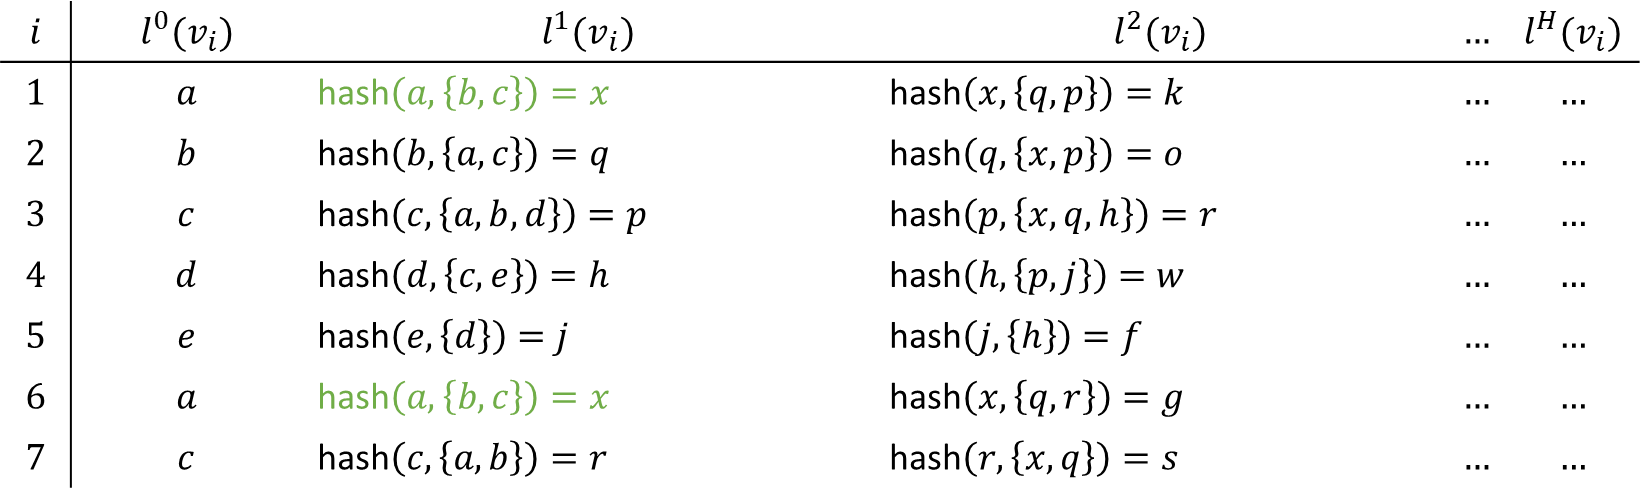 i l⁰(vᵢ) l¹(vᵢ) l²(vᵢ) … lᴴ(vᵢ)
1 a hash(a, {b, c}) = x hash(x, {q, p}) = k … …
2 b hash(b, {a, c}) = q hash(q, {x, p}) = o … …
3 c hash(c, {a, b, d}) = p hash(p, {x, q, h}) = r … …
4 d hash(d, {c, e}) = h hash(h, {p, j}) = w … …
5 e hash(e, {d}) = j hash(j, {h}) = f … …
6 a hash(a, {b, c}) = x hash(x, {q, r}) = g … …
7 c hash(c, {a, b}) = r hash(r, {x, q}) = s … …